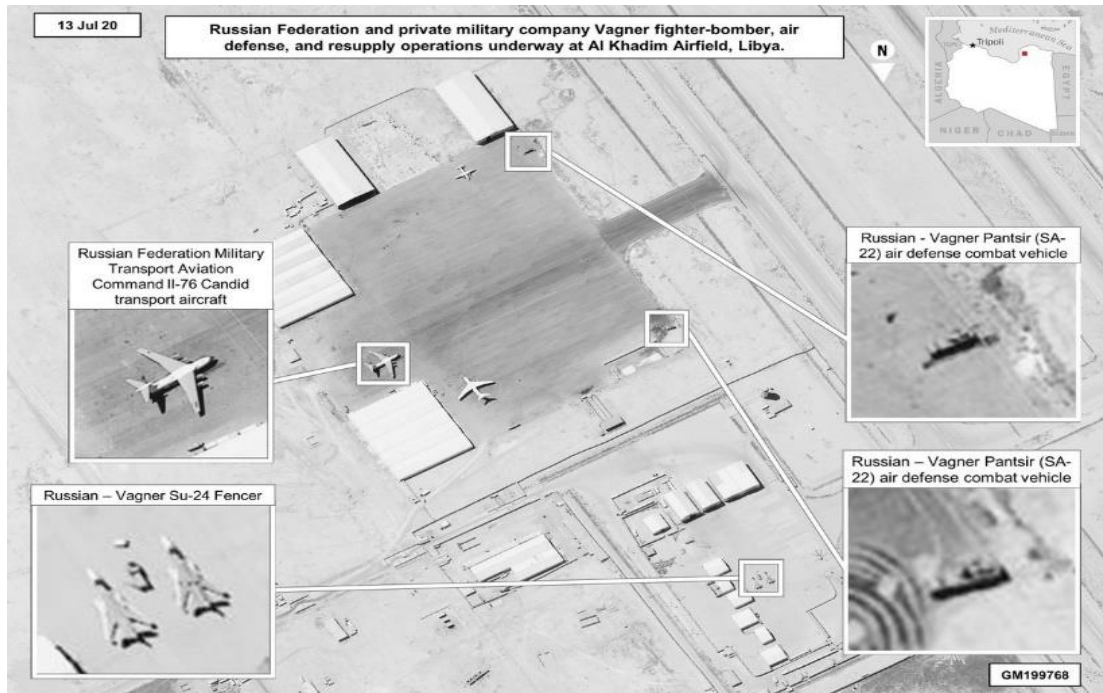 13 Jul 20
Russian Federation and private military company Vagner fighter-bomber, air
defense, and resupply operations underway at Al Khadim Airfield, Libya.
N
Mediterranean Sea
Tripoli
ALGERIA
EGYPT
NIGER
CHAD
Russian Federation Military
Transport Aviation
Command Il-76 Candid
transport aircraft
Russian - Vagner Pantsir (SA-
22) air defense combat vehicle
Russian – Vagner Su-24 Fencer
Russian – Vagner Pantsir (SA-
22) air defense combat vehicle
GM199768